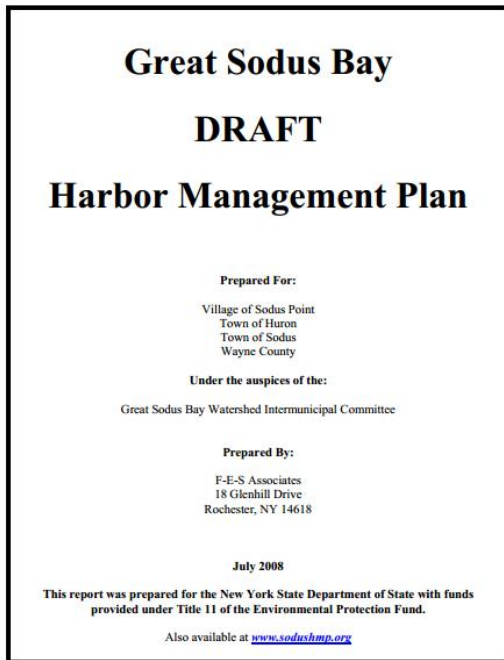 Great Sodus Bay
DRAFT
Harbor Management Plan
Prepared For:
Village of Sodus Point
Town of Huron
Town of Sodus
Wayne County
Under the auspices of the:
Great Sodus Bay Watershed Intermunicipal Committee
Prepared By:
F-E-S Associates
18 Glenhill Drive
Rochester, NY 14618
July 2008
This report was prepared for the New York State Department of State with funds
provided under Title 11 of the Environmental Protection Fund.
Also available at www.sodushmp.org